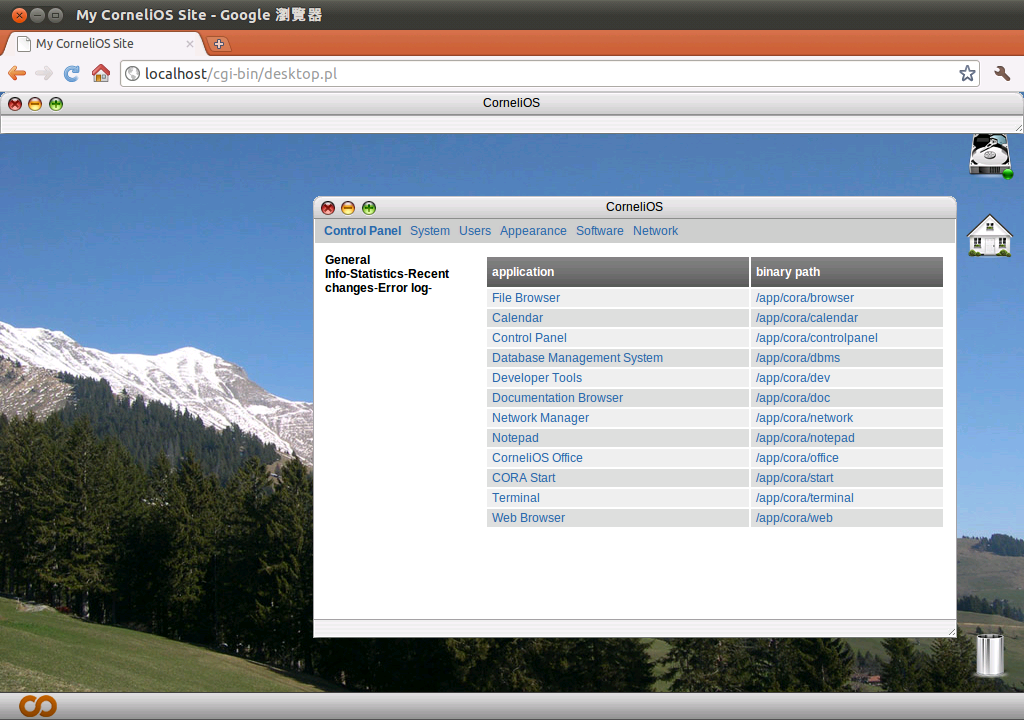 My CorneliOS Site - Google 瀏覽器
My CorneliOS Site
localhost/cgi-bin/desktop.pl
CorneliOS
CorneliOS
Control Panel System Users Appearance Software Network
General
Info-Statistics-Recent
changes-Error log-
application binary path
File Browser /app/cora/browser
Calendar /app/cora/calendar
Control Panel /app/cora/controlpanel
Database Management System /app/cora/dbms
Developer Tools /app/cora/dev
Documentation Browser /app/cora/doc
Network Manager /app/cora/network
Notepad /app/cora/notepad
CorneliOS Office /app/cora/office
CORA Start /app/cora/start
Terminal /app/cora/terminal
Web Browser /app/cora/web